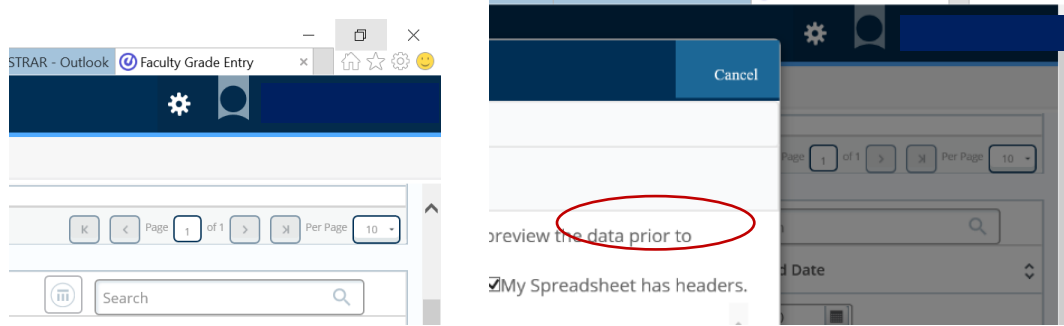 STRAR - Outlook Faculty Grade Entry
Page 1 of 1 Per Page 10
Search
Cancel
Page 1 of 1 Per Page 10
preview the data prior to
d Date
My Spreadsheet has headers.